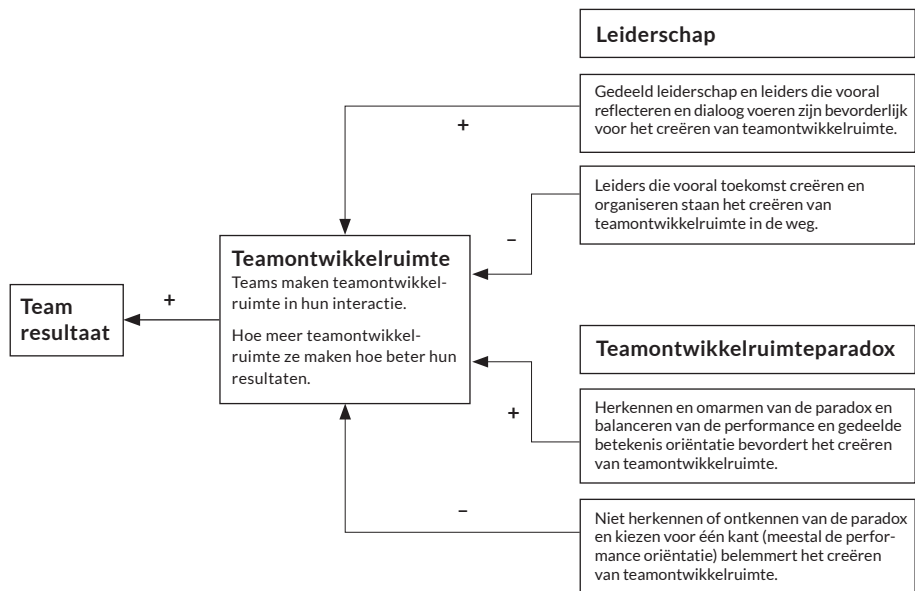 Leiderschap
Gedeeld leiderschap en leiders die vooral
reflecteren en dialoog voeren zijn bevorderlijk
voor het creëren van teamontwikkelruimte.
+
Leiders die vooral toekomst creëren en
organiseren staan het creëren van
teamontwikkelruimte in de weg.
–
Teamontwikkelruimte
Teams maken teamontwikkel-
ruimte in hun interactie.
Hoe meer teamontwikkel-
ruimte ze maken hoe beter hun
resultaten.
+
Team
resultaat
Teamontwikkelruimteparadox
+
Herkennen en omarmen van de paradox en
balanceren van de performance en gedeelde
betekenis oriëntatie bevordert het creëren
van teamontwikkelruimte.
–
Niet herkennen of ontkennen van de paradox
en kiezen voor één kant (meestal de perfor-
mance oriëntatie) belemmert het creëren
van teamontwikkelruimte.